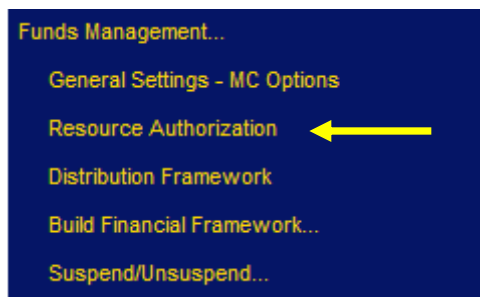 Funds Management...
General Settings - MC Options
Resource Authorization
Distribution Framework
Build Financial Framework...
Suspend/Unsuspend...